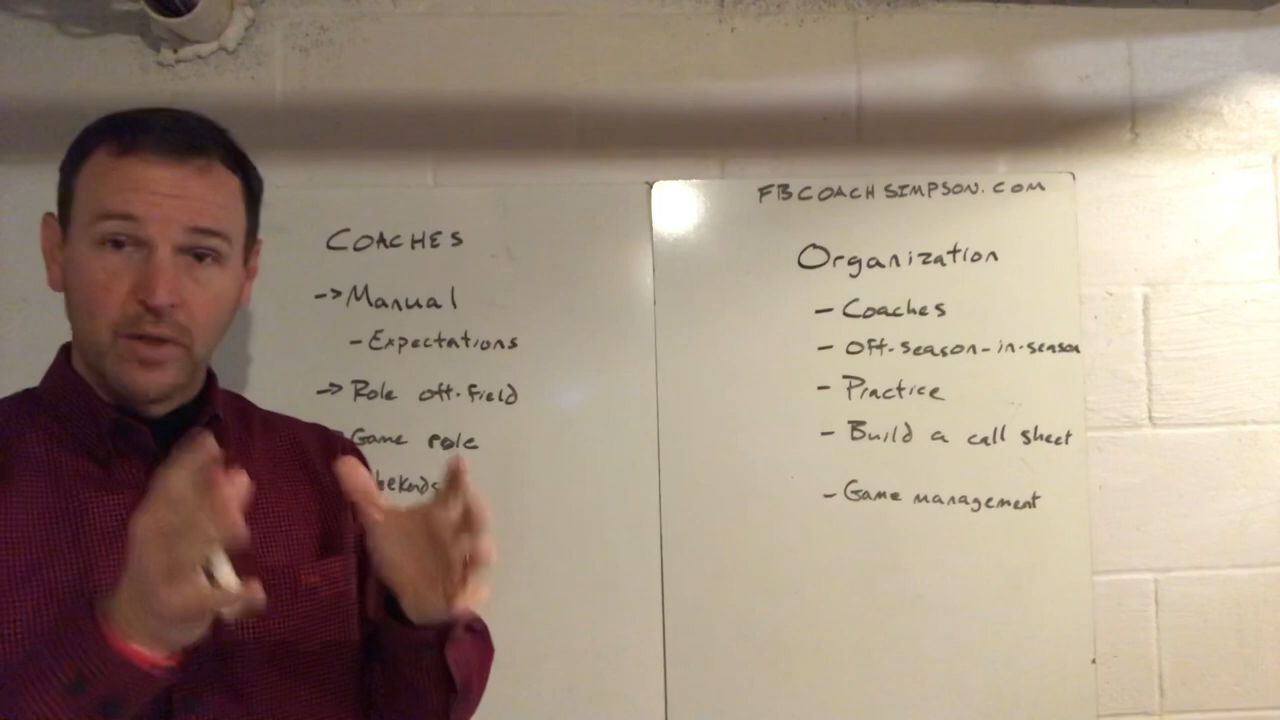 COACHES
-> Manual
- Expectations
-> Role off-field
Game role
FBCOACHSIMPSON.COM
Organization
- Coaches
- Off-season-in-season
- Practice
- Build a call sheet
- Game management